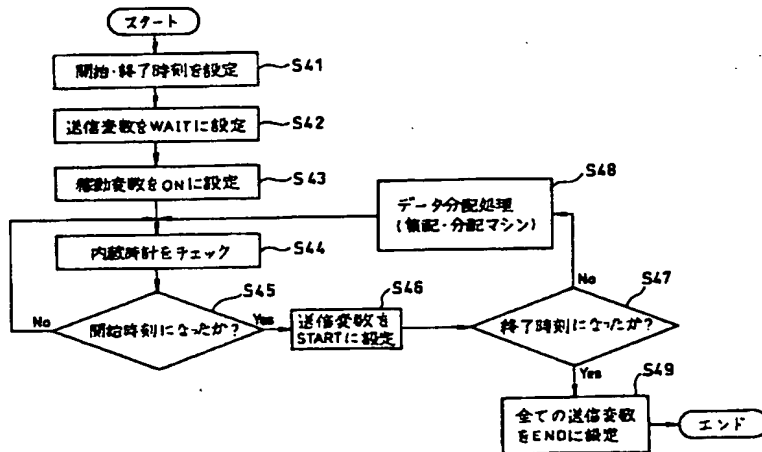 スタート
開始・終了時刻を設定
S41
送信変数をWAITに設定
S42
稼動変数をONに設定
S43
内蔵時計をチェック
S44
開始時刻になったか?
S45
No
Yes
送信変数を
STARTに設定
S46
終了時刻になったか?
S47
No
Yes
データ分配処理
・分配マシン)
S48
全ての送信変数
をENDに設定
S49
エンド